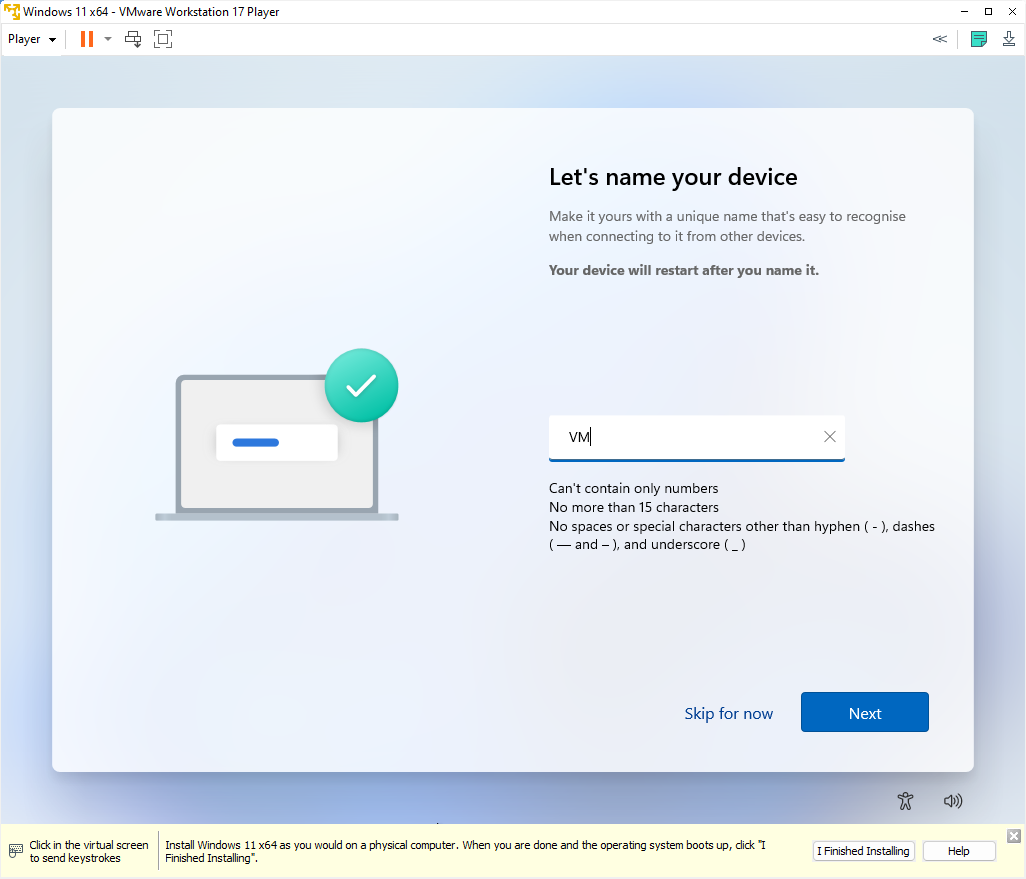 Windows 11 x64 - VMware Workstation 17 Player
Player
Let's name your device
Make it yours with a unique name that's easy to recognise
when connecting to it from other devices.
Your device will restart after you name it.
VM
Can't contain only numbers
No more than 15 characters
No spaces or special characters other than hyphen ( - ), dashes
( — and – ), and underscore ( _ )
Skip for now
Next
Click in the virtual screen
to send keystrokes
Install Windows 11 x64 as you would on a physical computer. When you are done and the operating system boots up, click "I
Finished Installing".
I Finished Installing
Help